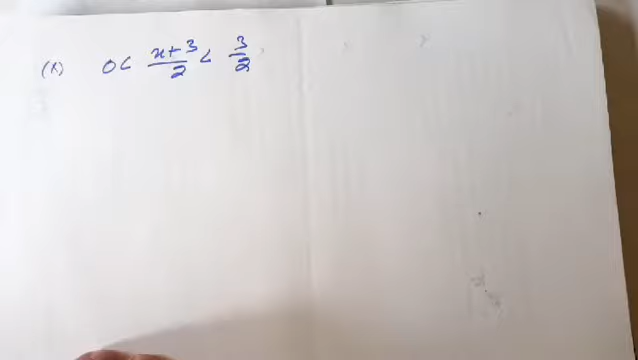 (x) 0 < x+3/2 < 3/2